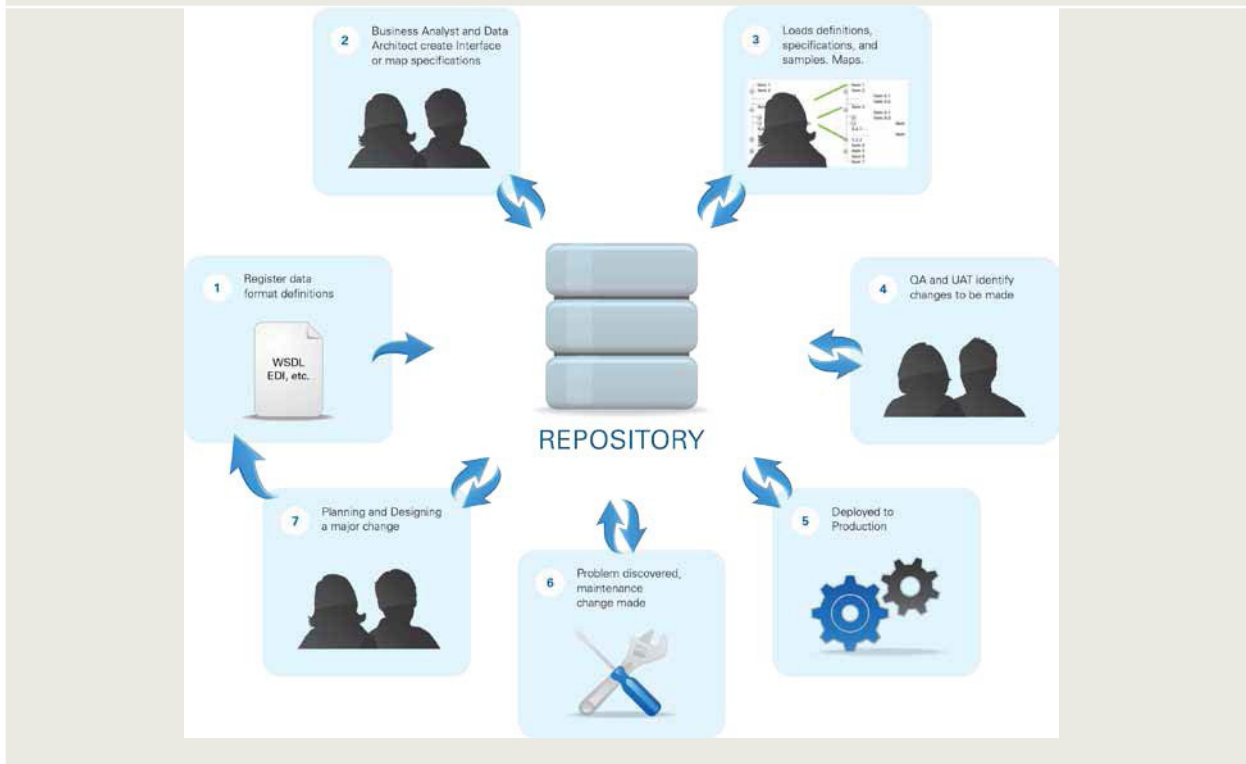 2
Business Analyst and Data
Architect create Interface
or map specifications
3
Loads definitions,
specifications, and
samples. Maps.
1
Register data
format definitions
WSDL
EDI, etc.
4
QA and UAT identify
changes to be made
REPOSITORY
7
Planning and Designing
a major change
6
Problem discovered,
maintenance
change made
5
Deployed to
Production